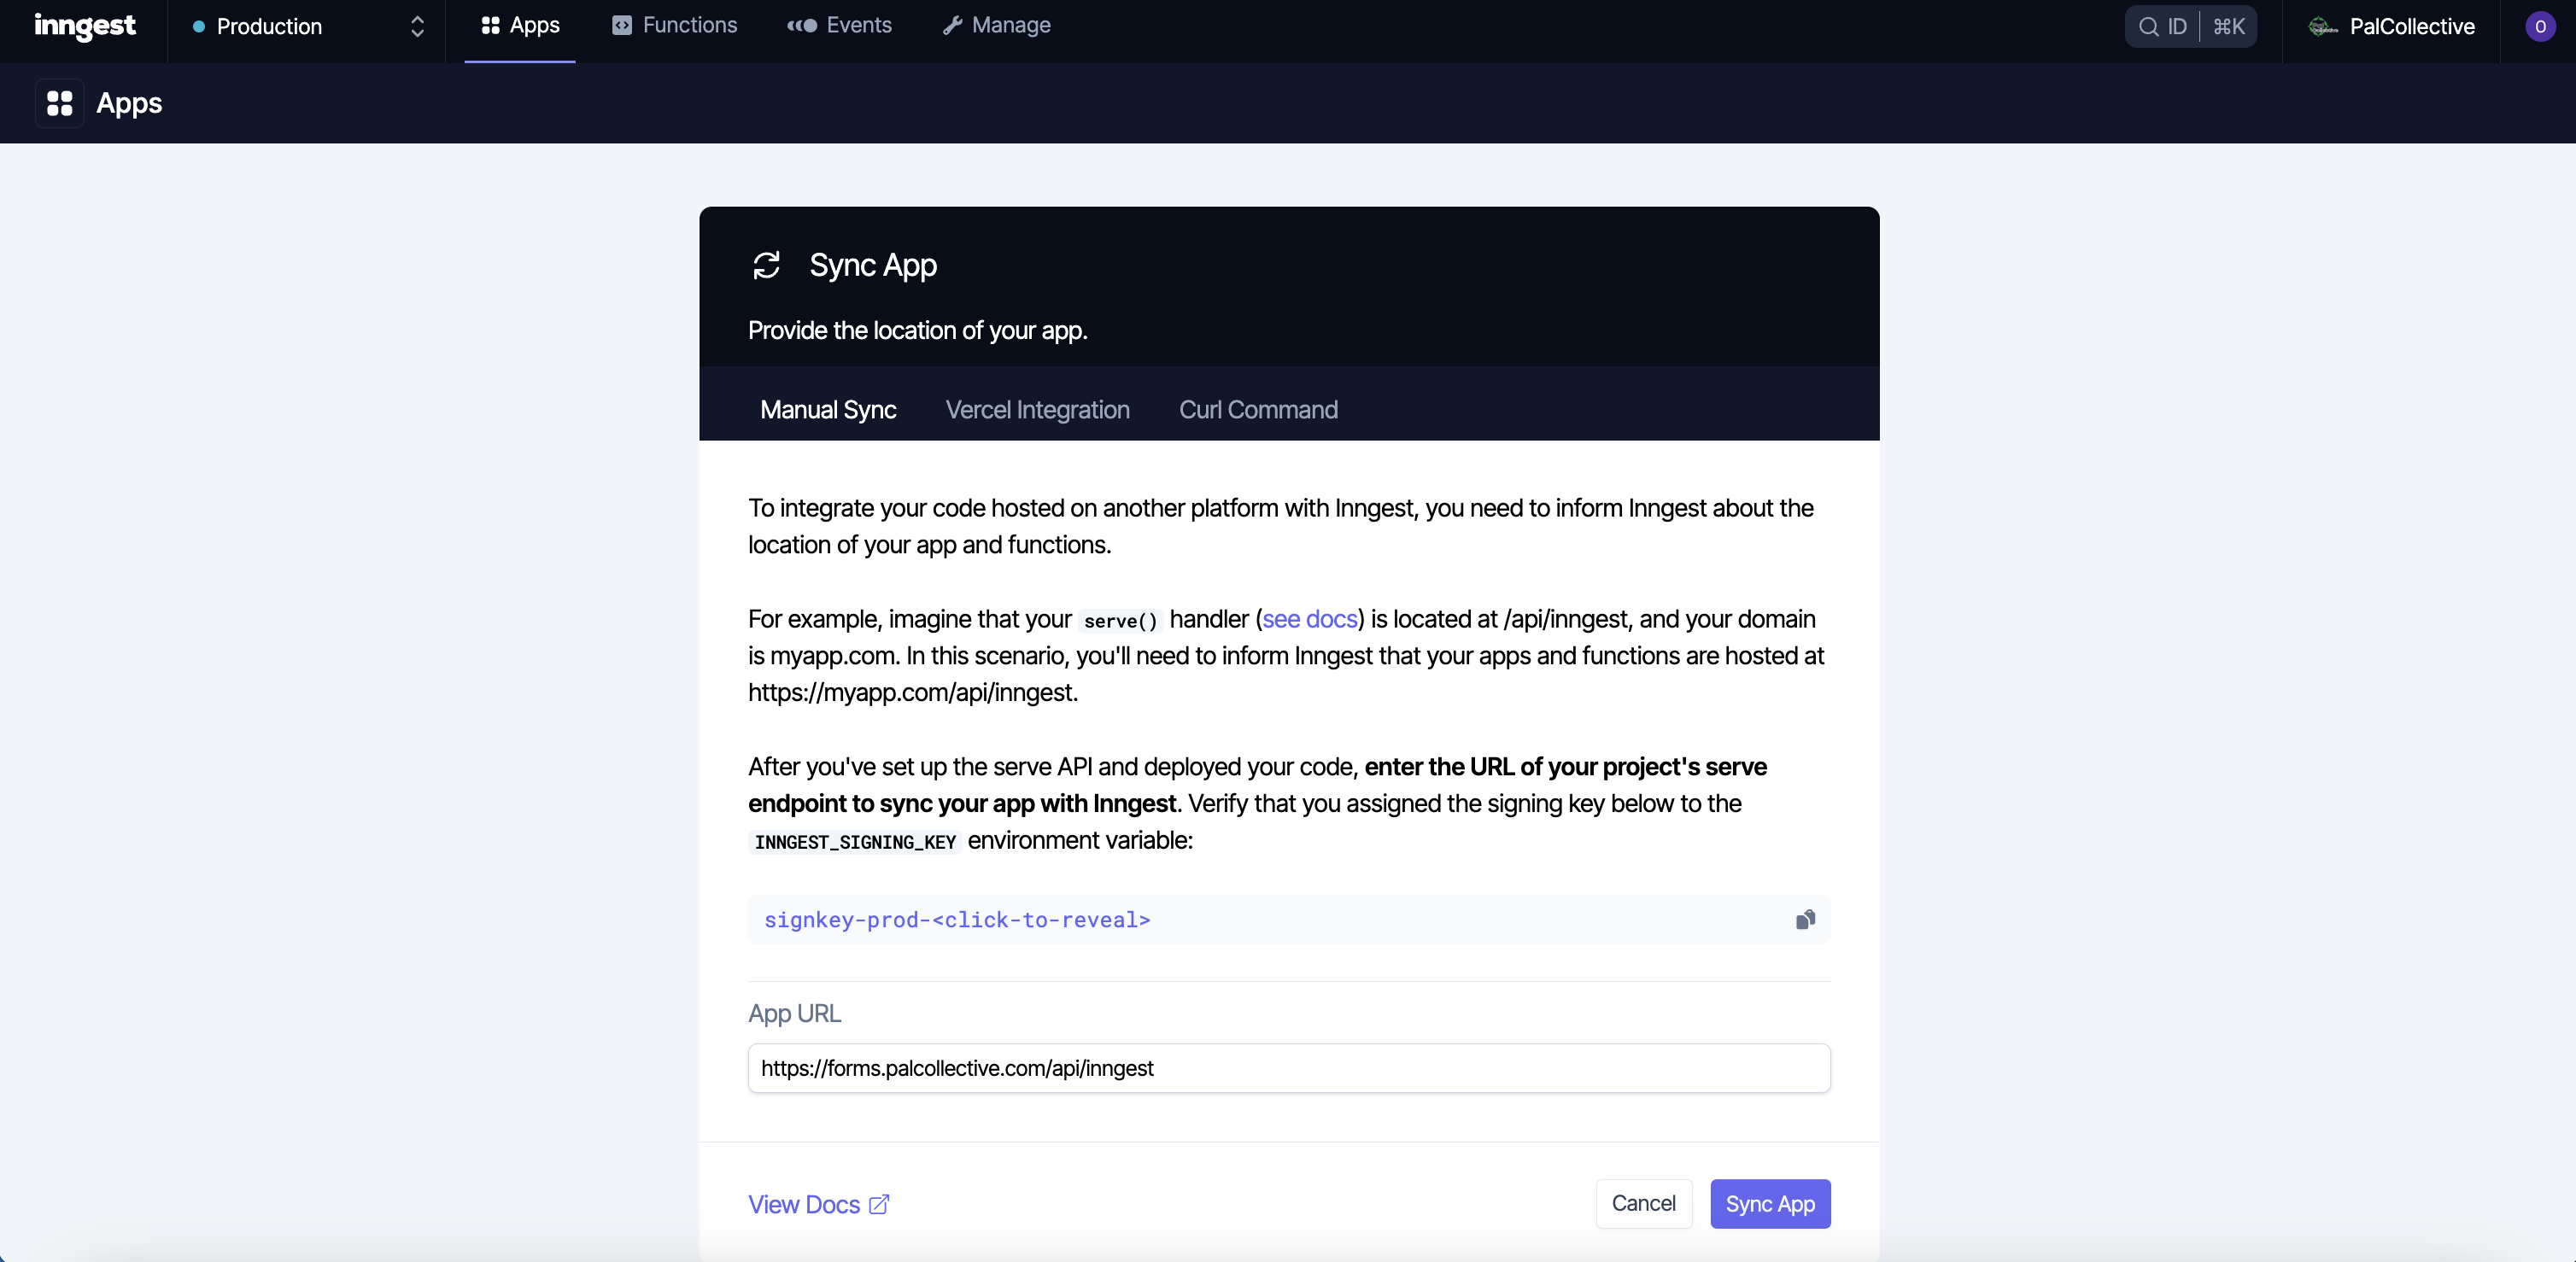 inngest
Production
Apps
Functions
Events
Manage
ID
⌘K
PalCollective
O
Apps
Sync App
Provide the location of your app.
Manual Sync
Vercel Integration
Curl Command
To integrate your code hosted on another platform with Inngest, you need to inform Inngest about the
location of your app and functions.
For example, imagine that your serve() handler (see docs) is located at /api/inngest, and your domain
is myapp.com. In this scenario, you'll need to inform Inngest that your apps and functions are hosted at
https://myapp.com/api/inngest.
After you've set up the serve API and deployed your code, enter the URL of your project's serve
endpoint to sync your app with Inngest. Verify that you assigned the signing key below to the
INNGEST_SIGNING_KEY environment variable:
signkey-prod-<click-to-reveal>
App URL
https://forms.palcollective.com/api/inngest
View Docs
Cancel
Sync App